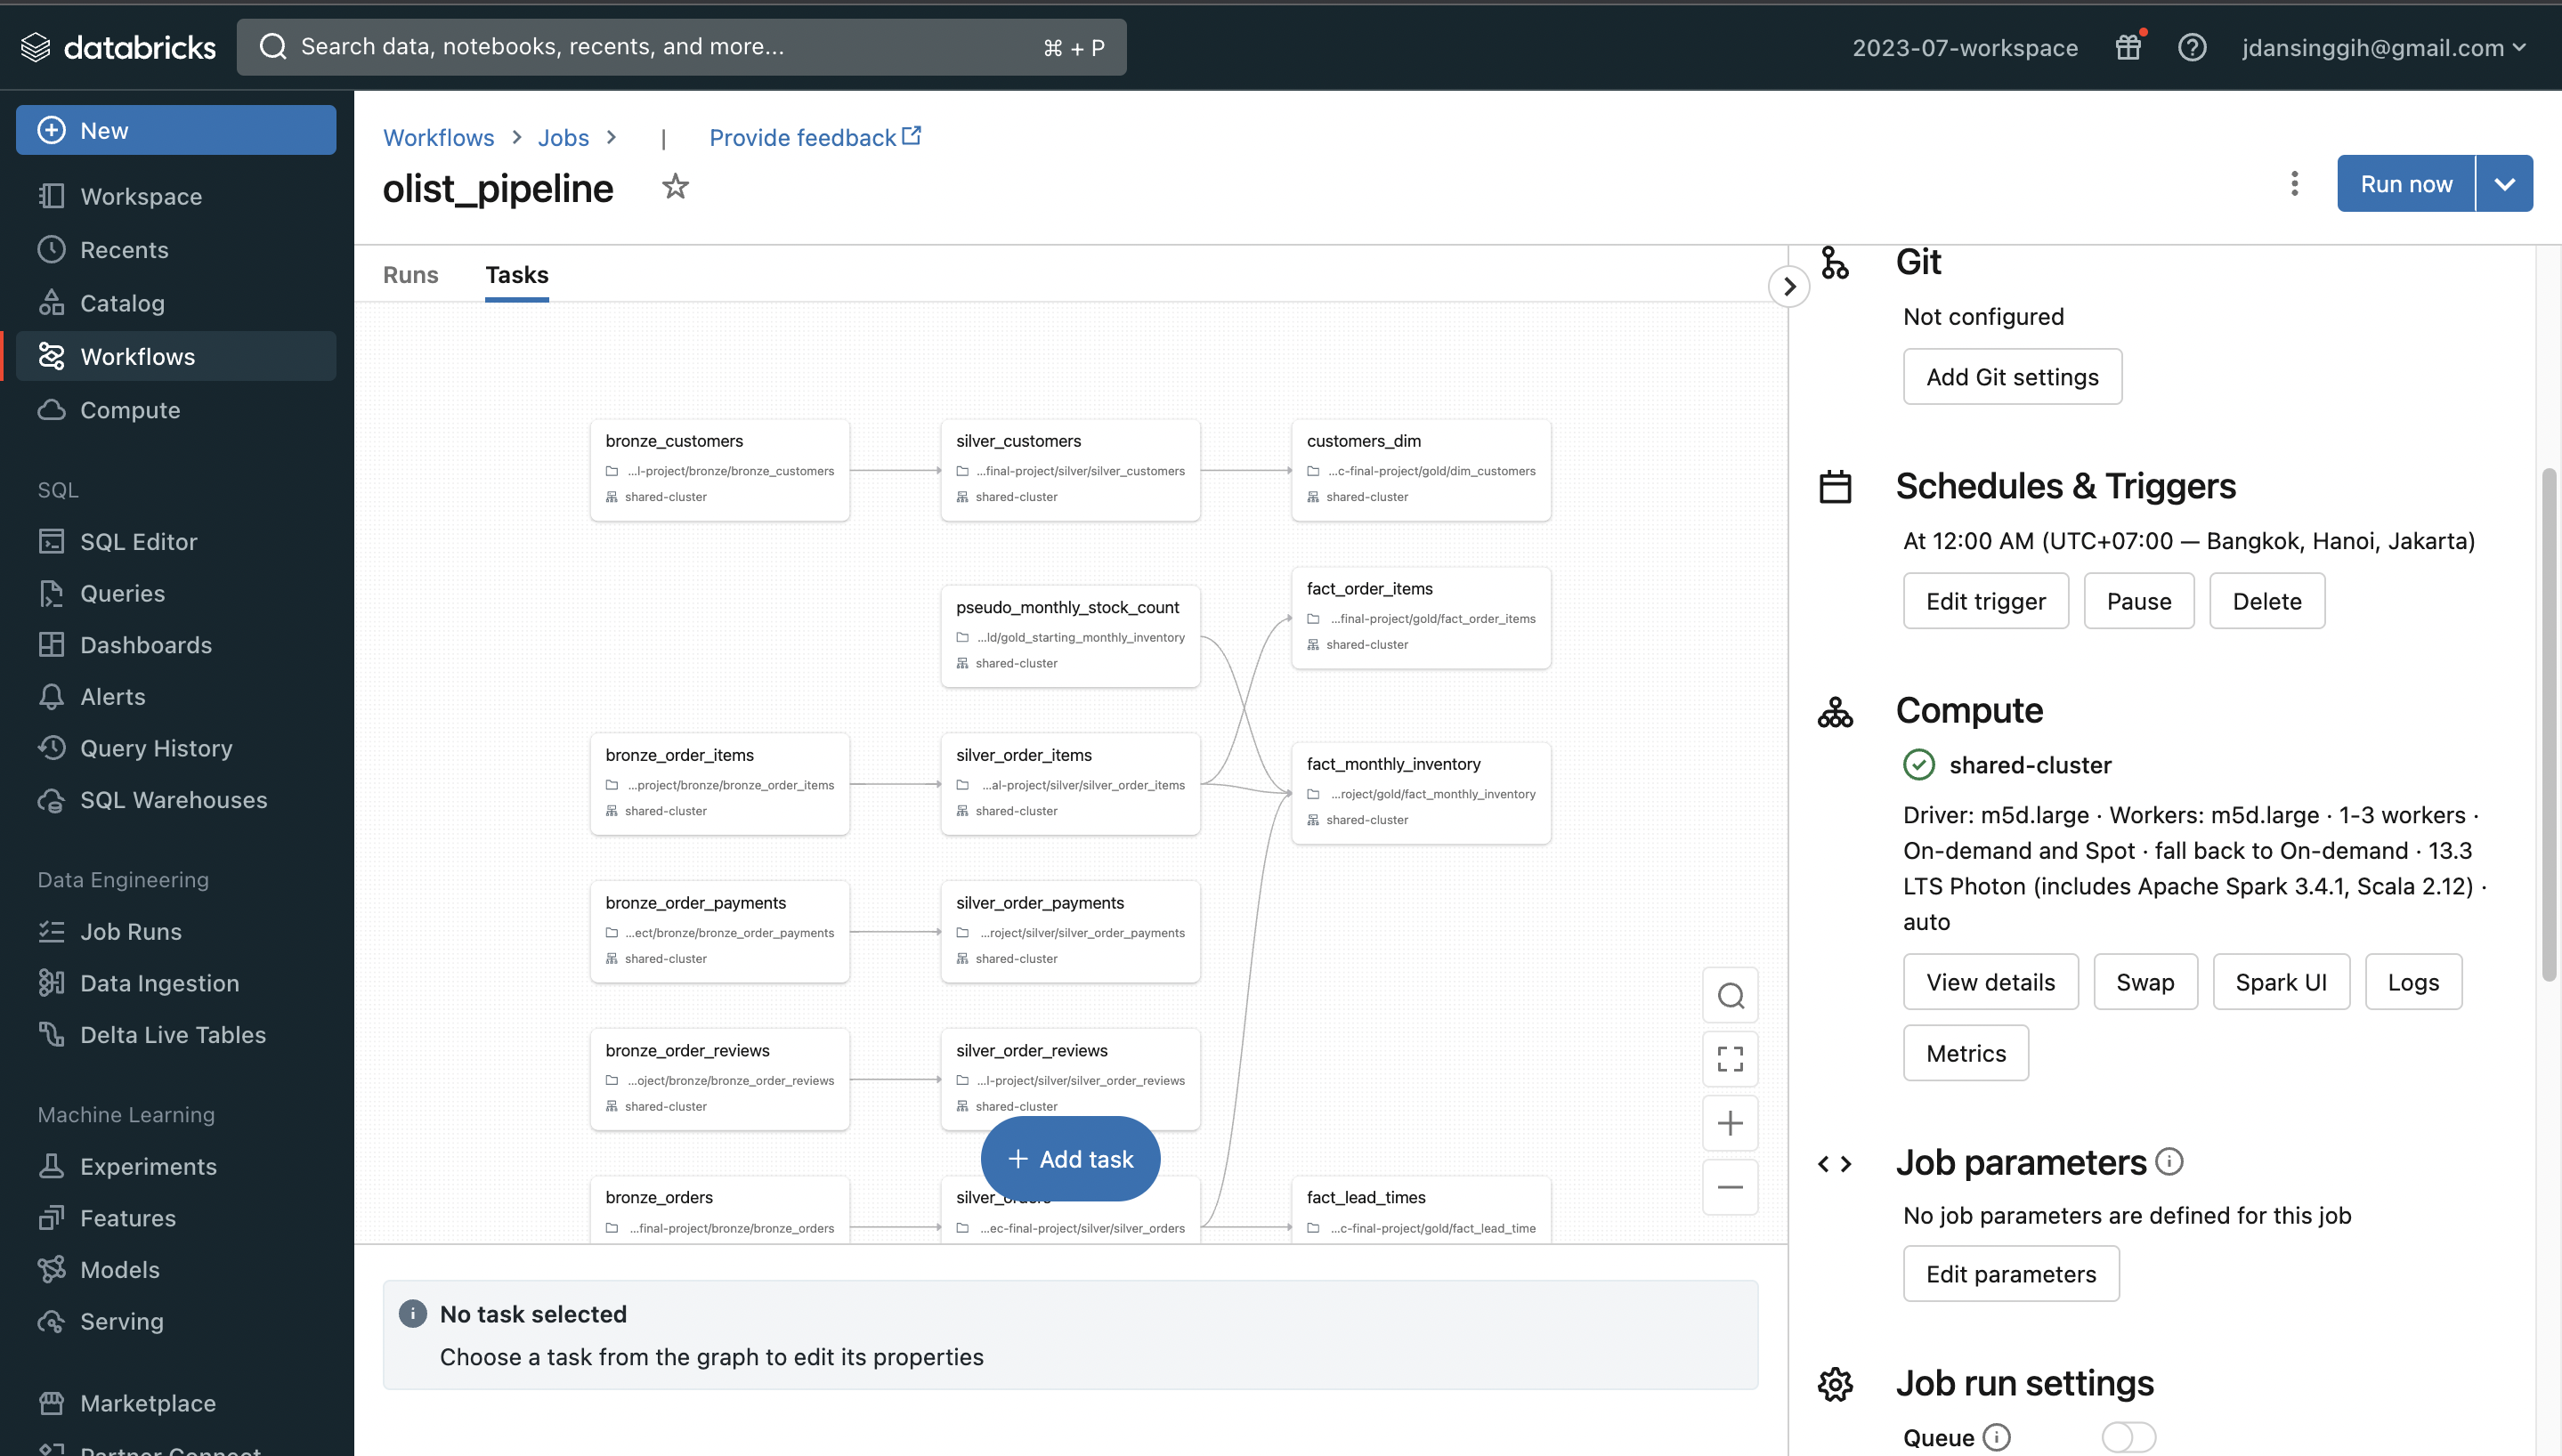 databricks
Search data, notebooks, recents, and more...
⌘ + P
2023-07-workspace
jdansinggih@gmail.com
New
Workspace
Recents
Catalog
Workflows
Compute
SQL
SQL Editor
Queries
Dashboards
Alerts
Query History
SQL Warehouses
Data Engineering
Job Runs
Data Ingestion
Delta Live Tables
Machine Learning
Experiments
Features
Models
Serving
Marketplace
Partner Connect
Workflows > Jobs > | Provide feedback
olist_pipeline
Run now
Runs
Tasks
bronze_customers
...l-project/bronze/bronze_customers
shared-cluster
silver_customers
...final-project/silver/silver_customers
shared-cluster
customers_dim
...c-final-project/gold/dim_customers
shared-cluster
pseudo_monthly_stock_count
...ld/gold_starting_monthly_inventory
shared-cluster
fact_order_items
...final-project/gold/fact_order_items
shared-cluster
bronze_order_items
...project/bronze/bronze_order_items
shared-cluster
silver_order_items
...al-project/silver/silver_order_items
shared-cluster
fact_monthly_inventory
...roject/gold/fact_monthly_inventory
shared-cluster
bronze_order_payments
...ect/bronze/bronze_order_payments
shared-cluster
silver_order_payments
...roject/silver/silver_order_payments
shared-cluster
bronze_order_reviews
...oject/bronze/bronze_order_reviews
shared-cluster
silver_order_reviews
...l-project/silver/silver_order_reviews
shared-cluster
+ Add task
bronze_orders
...final-project/bronze/bronze_orders
silver_orders
...ec-final-project/silver/silver_orders
fact_lead_times
...c-final-project/gold/fact_lead_time
No task selected
Choose a task from the graph to edit its properties
Git
Not configured
Add Git settings
Schedules & Triggers
At 12:00 AM (UTC+07:00 — Bangkok, Hanoi, Jakarta)
Edit trigger
Pause
Delete
Compute
shared-cluster
Driver: m5d.large · Workers: m5d.large · 1-3 workers ·
On-demand and Spot · fall back to On-demand · 13.3
LTS Photon (includes Apache Spark 3.4.1, Scala 2.12) ·
auto
View details
Swap
Spark UI
Logs
Metrics
Job parameters
No job parameters are defined for this job
Edit parameters
Job run settings
Queue